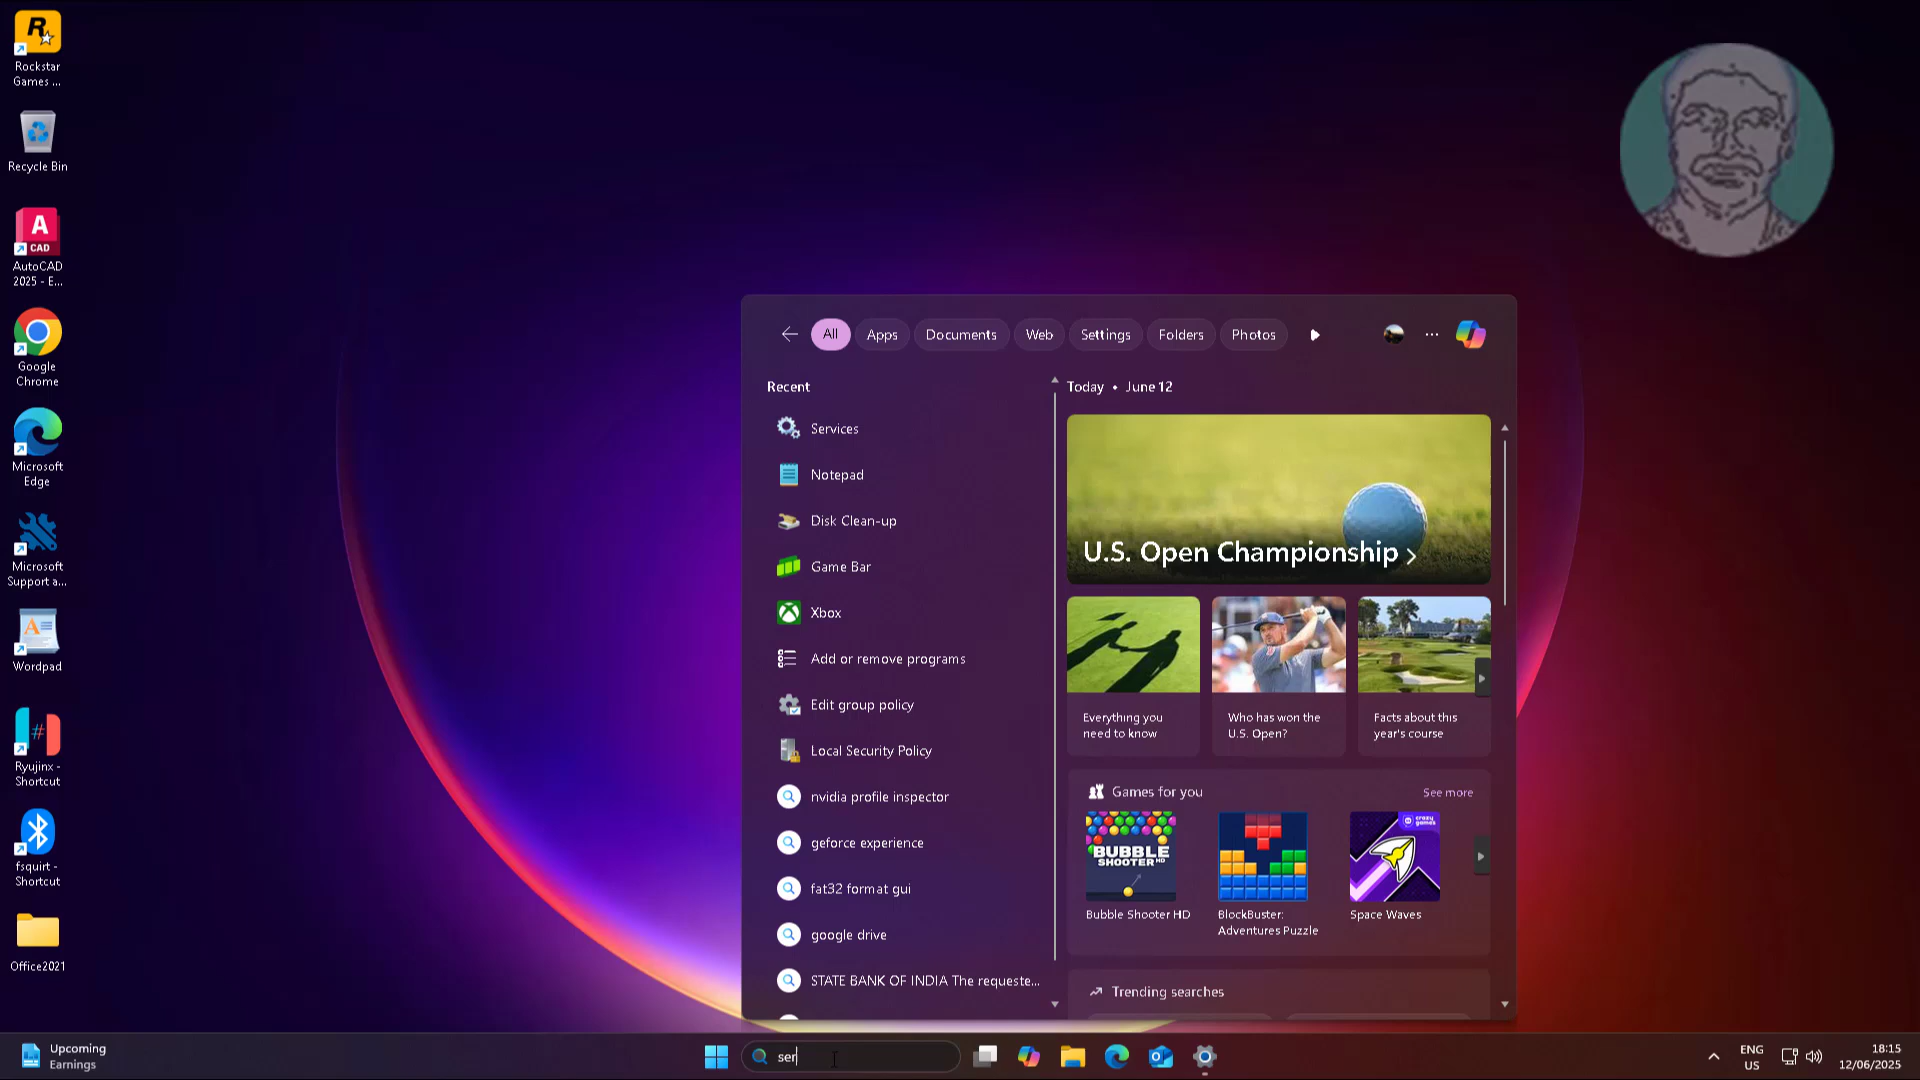 Rockstar
Games ...
Recycle Bin
A
CAD
AutoCAD
2025 - E...
Google
Chrome
Microsoft
Edge
Microsoft
Support a...
Wordpad
Ryujinx -
Shortcut
fsquirt -
Shortcut
Office2021
All
Apps
Documents
Web
Settings
Folders
Photos
Recent
Services
Notepad
Disk Clean-up
Game Bar
Xbox
Add or remove programs
Edit group policy
Local Security Policy
nvidia profile inspector
geforce experience
fat32 format gui
google drive
STATE BANK OF INDIA The requeste...
Today • June 12
U.S. Open Championship
Everything you
need to know
Who has won the
U.S. Open?
Facts about this
year's course
Games for you
See more
BUBBLE
SHOOTER HD
crazy
games
Bubble Shooter HD
BlockBuster:
Adventures Puzzle
Space Waves
Trending searches
Upcoming
Earnings
ser
ENG
US
18:15
12/06/2025